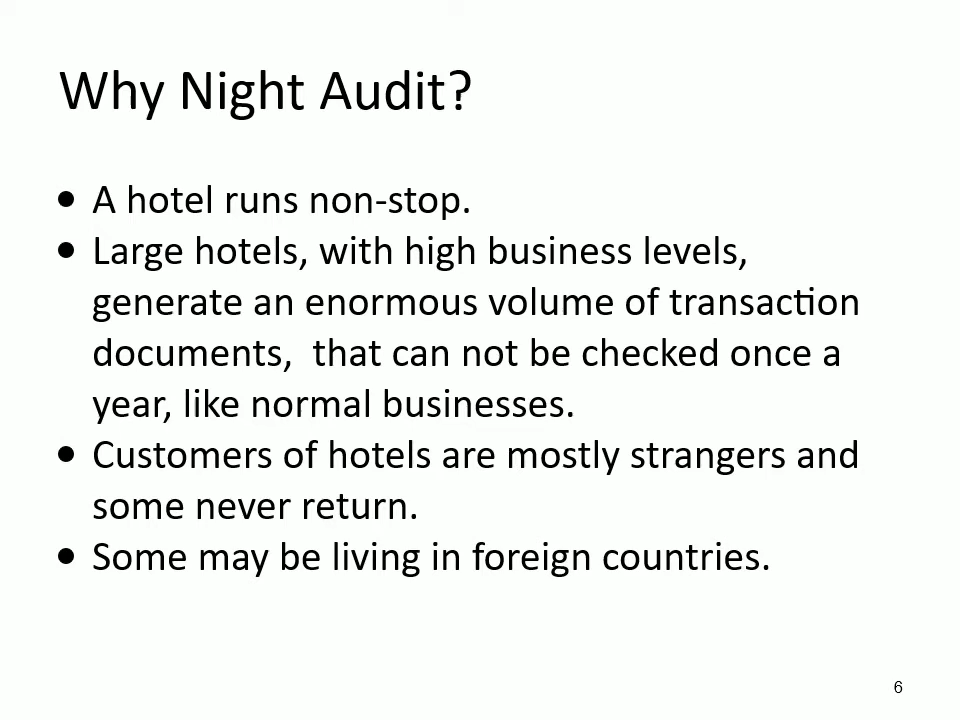 Why Night Audit?
• A hotel runs non-stop.
• Large hotels, with high business levels,
generate an enormous volume of transaction
documents,  that can not be checked once a
year, like normal businesses.
• Customers of hotels are mostly strangers and
some never return.
• Some may be living in foreign countries.
6